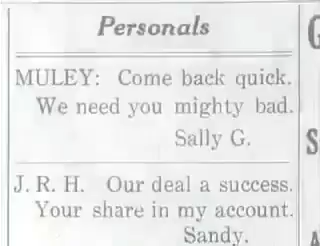 Personals
MULEY: Come back quick.
We need you mighty bad.
Sally G.
J. R. H. Our deal a success.
Your share in my account.
Sandy.